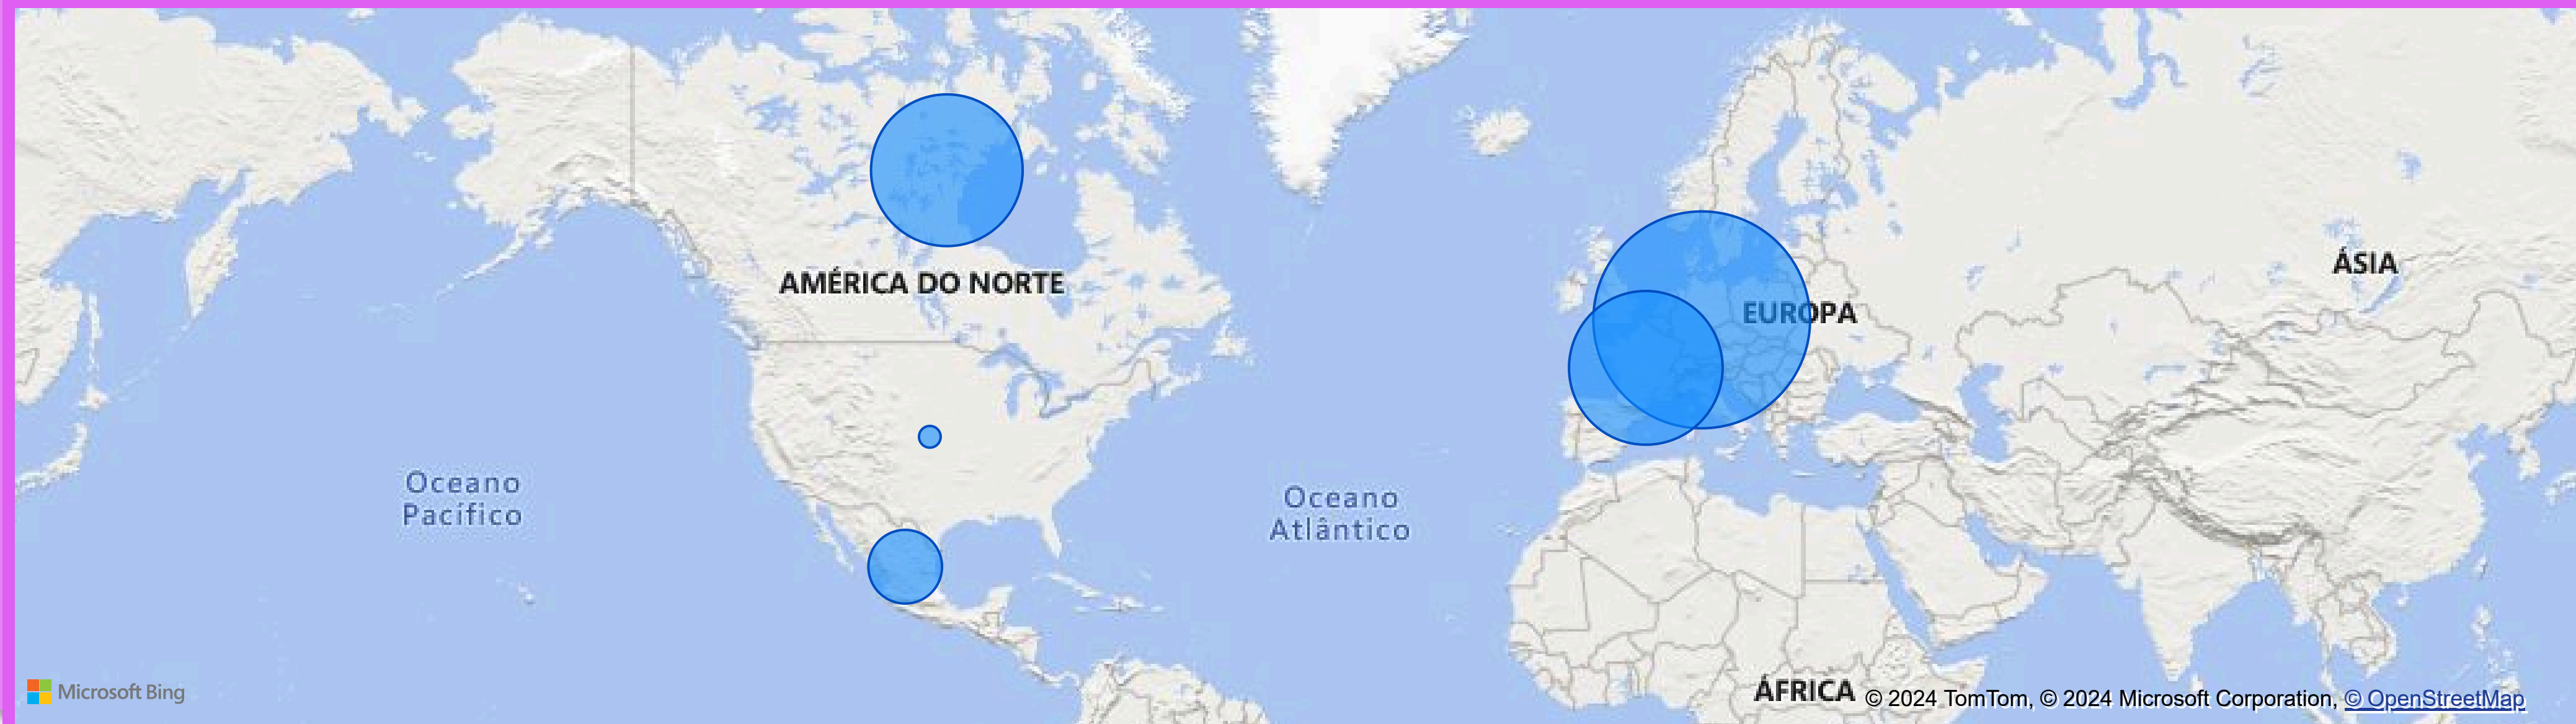 AMÉRICA DO NORTE
ÁSIA
EUROPA
Oceano
Pacífico
Oceano
Atlântico
ÁFRICA
Microsoft Bing
© 2024 TomTom, © 2024 Microsoft Corporation, © OpenStreetMap